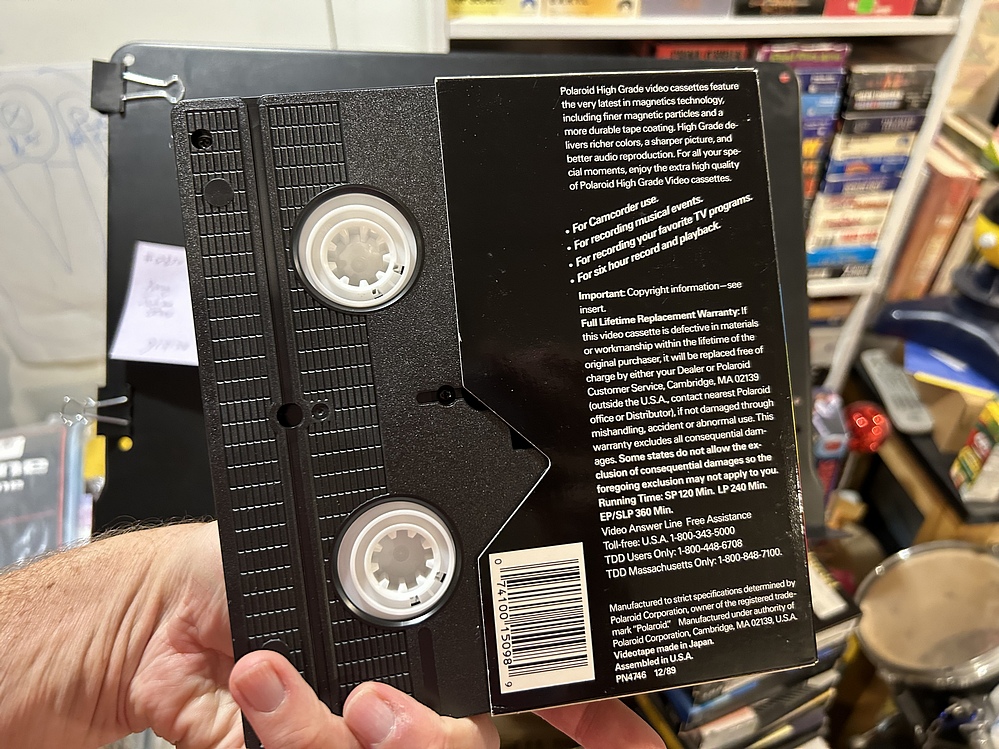 Polaroid High Grade video cassettes feature
the very latest in magnetics technology,
including finer magnetic particles and a
more durable tape coating. High Grade de-
livers richer colors, a sharper picture, and
better audio reproduction. For all your spe-
cial moments, enjoy the extra high quality
of Polaroid High Grade Video cassettes.
• For Camcorder use.
• For recording musical events.
• For recording your favorite TV programs.
• For six hour record and playback.
Important: Copyright information—see
insert.
Full Lifetime Replacement Warranty: If
this video cassette is defective in materials
or workmanship within the lifetime of the
original purchaser, it will be replaced free of
charge by either your Dealer or Polaroid
Customer Service, Cambridge, MA 02139
(outside the U.S.A., contact nearest Polaroid
office or Distributor), if not damaged through
mishandling, accident or abnormal use. This
warranty excludes all consequential dam-
ages. Some states do not allow the ex-
clusion of consequential damages so the
foregoing exclusion may not apply to you.
Running Time: SP 120 Min. LP 240 Min.
EP/SLP 360 Min.
Video Answer Line Free Assistance
Toll-free: U.S.A. 1-800-343-5000
TDD Users Only: 1-800-448-6708
TDD Massachusetts Only: 1-800-848-7100.
Manufactured to strict specifications determined by
Polaroid Corporation, owner of the registered trade-
mark "Polaroid." Manufactured under authority of
Polaroid Corporation, Cambridge, MA 02139, U.S.A.
Videotape made in Japan.
Assembled in U.S.A.
PN4746 12/89
0 74100 15098 9